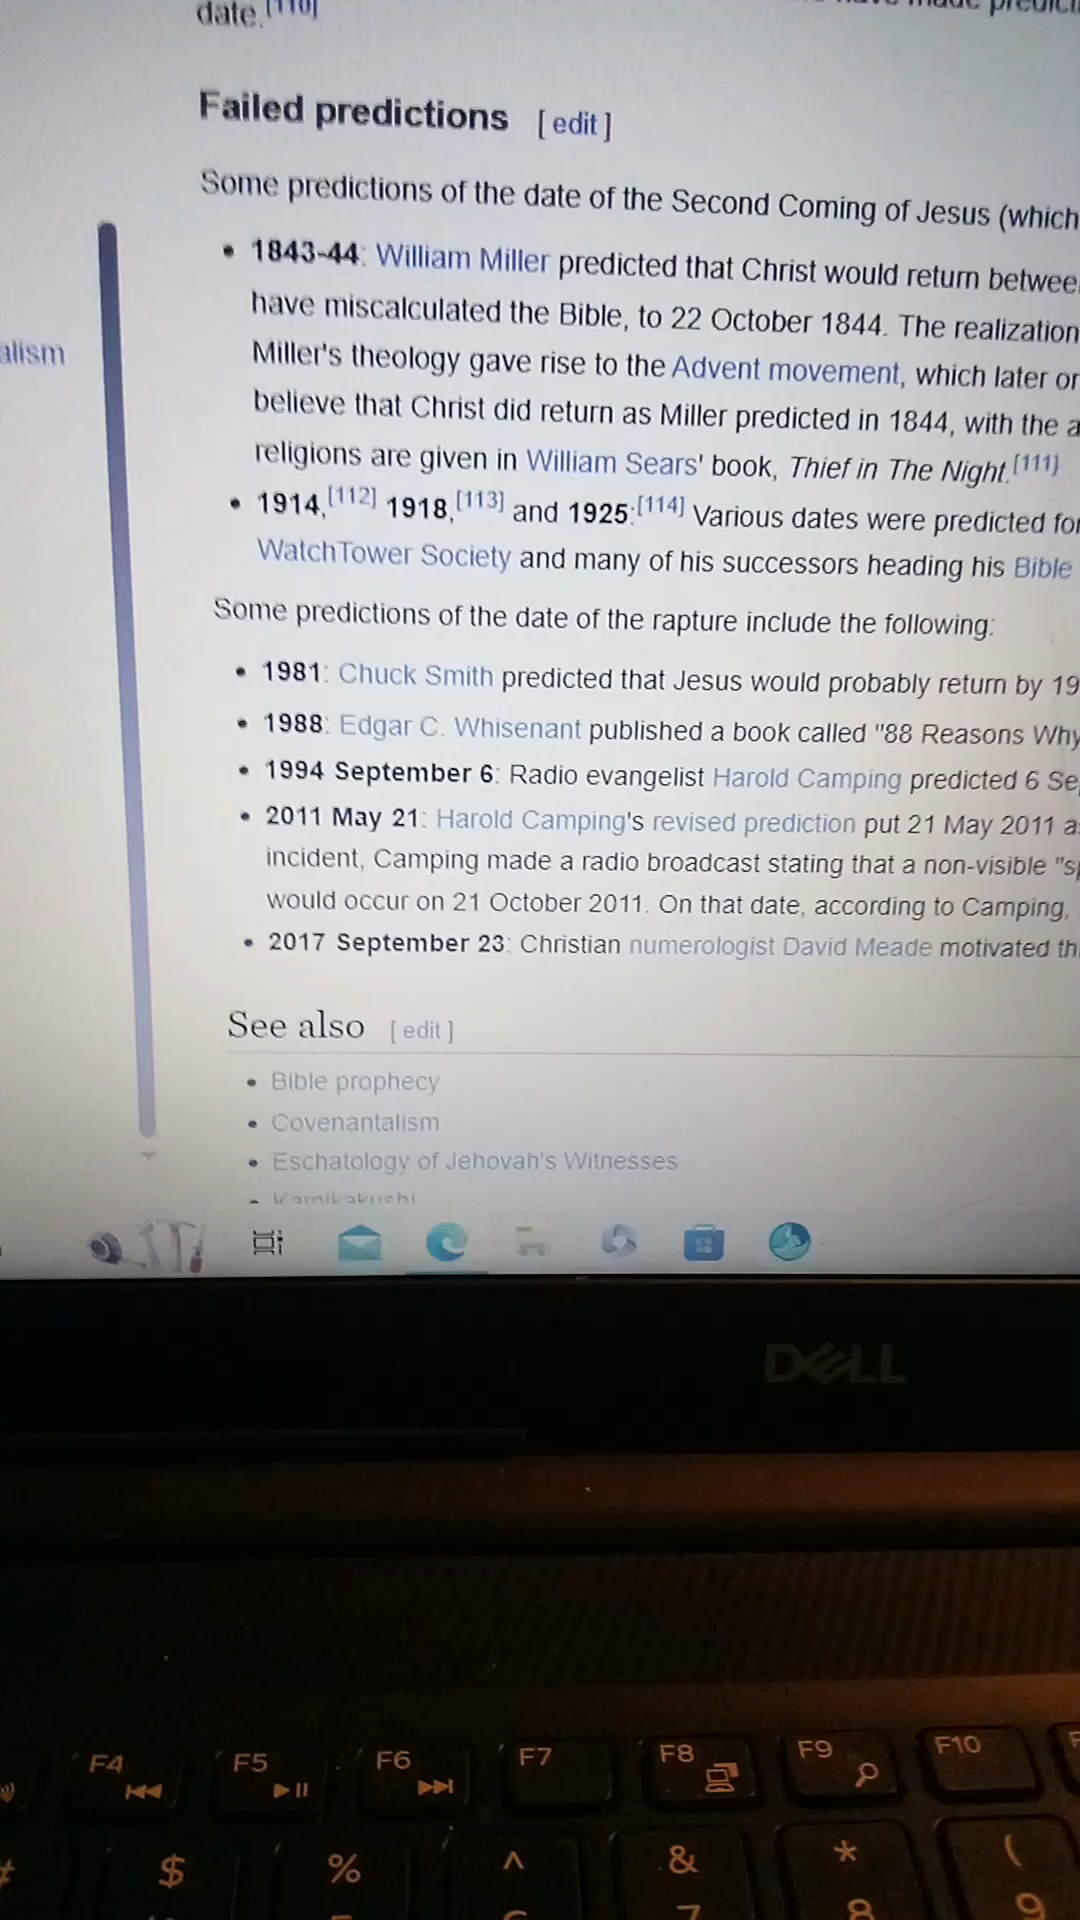 date.[110]
Failed predictions [ edit ]
Some predictions of the date of the Second Coming of Jesus (which
• 1843-44: William Miller predicted that Christ would return between
have miscalculated the Bible, to 22 October 1844. The realization
alism
Miller's theology gave rise to the Advent movement, which later or
believe that Christ did return as Miller predicted in 1844, with the a
religions are given in William Sears' book, Thief in The Night.[111]
• 1914,[112] 1918,[113] and 1925:[114] Various dates were predicted for
WatchTower Society and many of his successors heading his Bible
Some predictions of the date of the rapture include the following:
• 1981: Chuck Smith predicted that Jesus would probably return by 19
• 1988: Edgar C. Whisenant published a book called "88 Reasons Why
• 1994 September 6: Radio evangelist Harold Camping predicted 6 Se
• 2011 May 21: Harold Camping's revised prediction put 21 May 2011 a
incident, Camping made a radio broadcast stating that a non-visible "sp
would occur on 21 October 2011. On that date, according to Camping,
• 2017 September 23: Christian numerologist David Meade motivated th
See also [ edit ]
• Bible prophecy
• Covenantalism
• Eschatology of Jehovah's Witnesses
DELL
F4 F5 F6 F7 F8 F9 F10
$ % ^ & * (
7 8 9